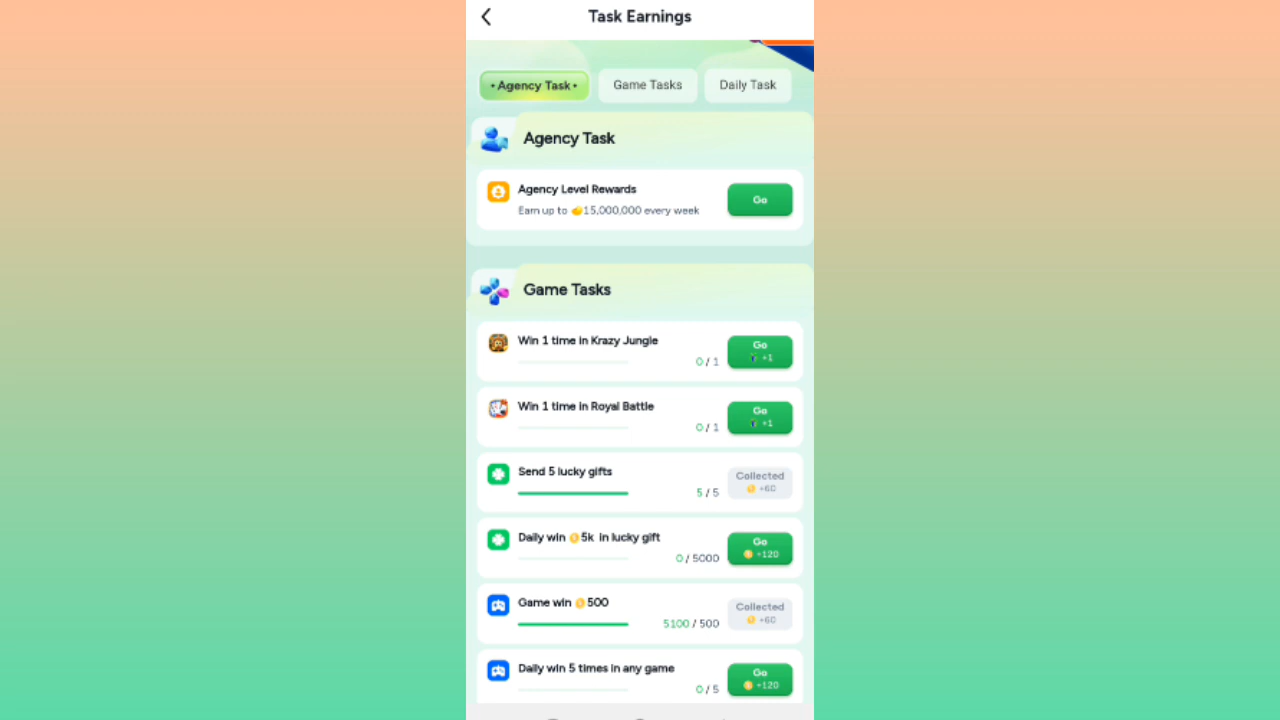 Task Earnings
Agency Task
Game Tasks
Daily Task
Agency Task
Agency Level Rewards
Earn up to 15,000,000 every week
Go
Game Tasks
Win 1 time in Krazy Jungle
0 / 1
Go
+1
Win 1 time in Royal Battle
0 / 1
Go
+1
Send 5 lucky gifts
5 / 5
Collected
+60
Daily win 5k in lucky gift
0 / 5000
Go
+120
Game win 500
5100 / 500
Collected
+60
Daily win 5 times in any game
0 / 5
Go
+120